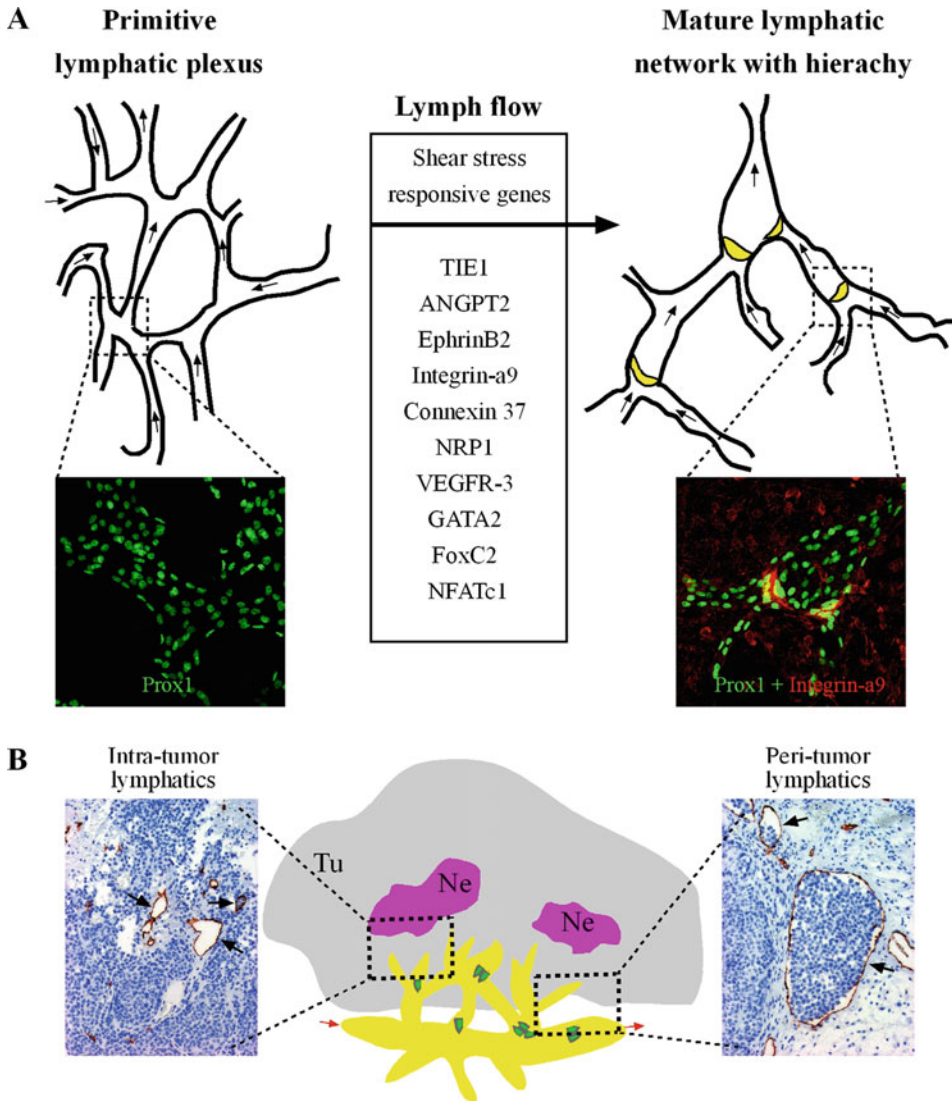 A
Primitive
lymphatic plexus
Mature lymphatic
network with hierachy
Lymph flow
Shear stress
responsive genes
TIE1
ANGPT2
EphrinB2
Integrin-a9
Connexin 37
NRP1
VEGFR-3
GATA2
FoxC2
NFATc1
Prox1
Prox1 + Integrin-a9
B
Intra-tumor
lymphatics
Peri-tumor
lymphatics
Tu
Ne
Ne